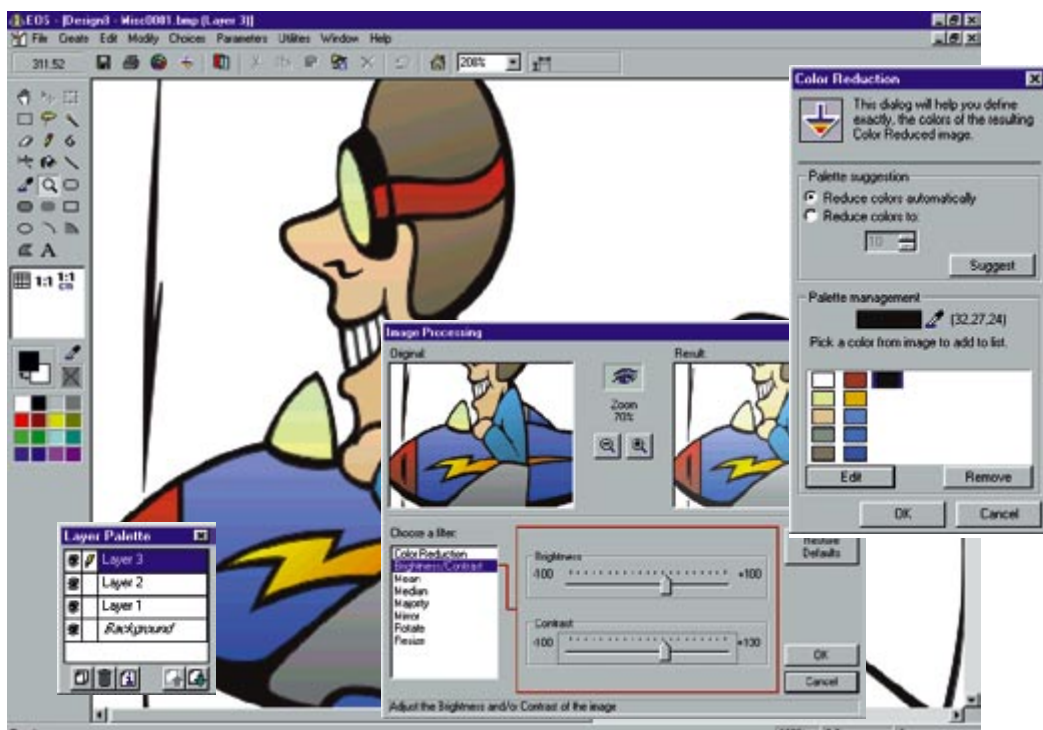 EOS - [Design3 - Misc0001.bmp (Layer 3)]
File Create Edit Modify Choices Parameters Utilites Window Help
311.52
208%
A
1:1 1:1 cm
Color Reduction
This dialog will help you define
exactly, the colors of the resulting
Color Reduced image.
Palette suggestion
Reduce colors automatically
Reduce colors to:
10
Suggest
Palette management
(32,27,24)
Pick a color from image to add to list.
Edit Remove
OK Cancel
Image Processing
Original: Result:
Zoom
70%
Choose a filter:
Color Reduction
Brightness/Contrast
Mean
Median
Majority
Mirror
Rotate
Resize
Brightness
-100 +100
Contrast
-100 +100
Restore
Defaults
OK
Cancel
Adjust the Brightness and/or Contrast of the image
Layer Palette
Layer 3
Layer 2
Layer 1
Background